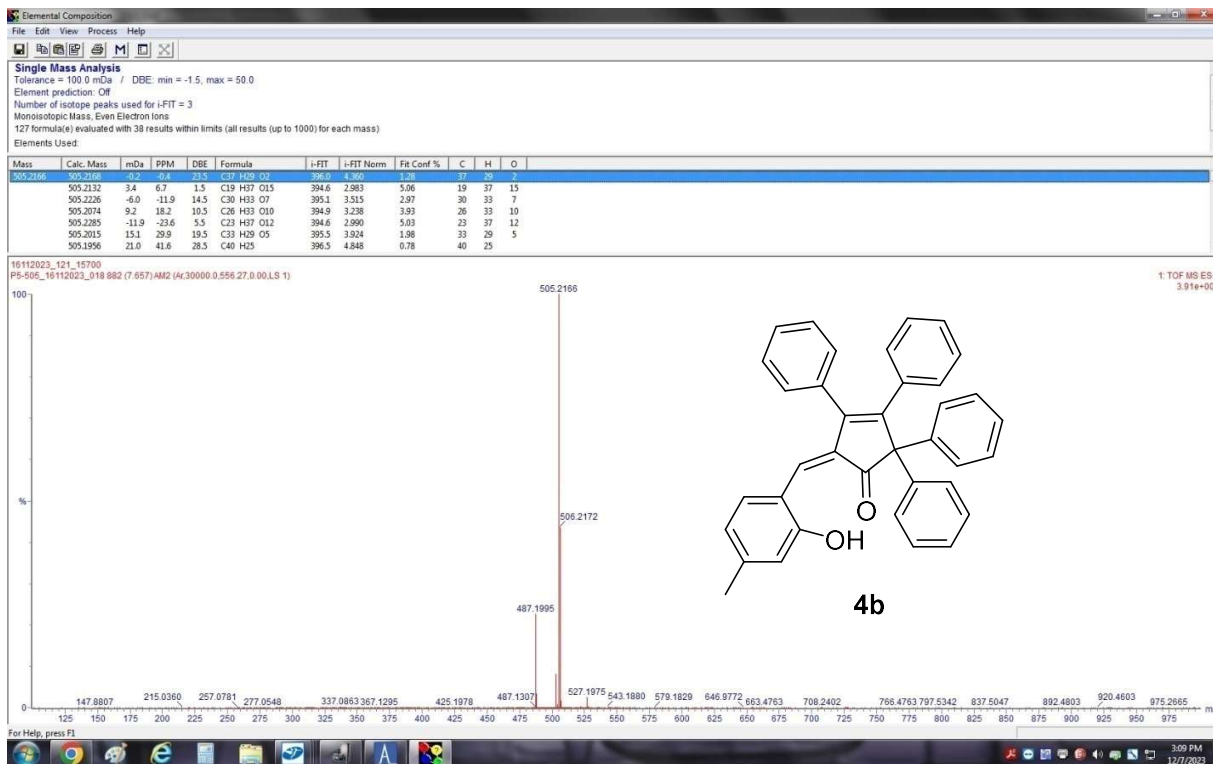 Elemental Composition
File Edit View Process Help
Single Mass Analysis
Tolerance = 100.0 mDa / DBE: min = -1.5, max = 50.0
Element prediction: Off
Number of isotope peaks used for i-FIT = 3
Monoisotopic Mass, Even Electron Ions
127 formula(e) evaluated with 38 results within limits (all results (up to 1000) for each mass)
Elements Used:
Mass Calc. Mass mDa PPM DBE Formula i-FIT i-FIT Norm Fit Conf % C H O
505.2166 505.2168 -0.2 -0.4 23.5 C37 H29 O2 396.0 4.360 1.28 37 29 2
505.2132 3.4 6.7 1.5 C19 H37 O15 394.6 2.983 5.06 19 37 15
505.2226 -6.0 -11.9 14.5 C30 H33 O7 395.1 3.515 2.97 30 33 7
505.2074 9.2 18.2 10.5 C26 H33 O10 394.9 3.238 3.93 26 33 10
505.2285 -11.9 -23.6 5.5 C23 H37 O12 394.6 2.990 5.03 23 37 12
505.2015 15.1 29.9 19.5 C33 H29 O5 395.5 3.924 1.98 33 29 5
505.1956 21.0 41.6 28.5 C40 H25 396.5 4.848 0.78 40 25
16112023_121_15700
P5-505_16112023_018 882 (7.657) AM2 (Ar,30000.0,556.27,0.00,LS 1)
1: TOF MS ES
3.91e+00
100
505.2166
%
506.2172
O
OH
4b
487.1995
147.8807 215.0360 257.0781 277.0548 337.0863 367.1295 425.1978 487.1307 527.1975 543.1880 579.1829 646.9772 663.4763 708.2402 766.4763 797.5342 837.5047 892.4803 920.4603 975.2665
0
125 150 175 200 225 250 275 300 325 350 375 400 425 450 475 500 525 550 575 600 625 650 675 700 725 750 775 800 825 850 875 900 925 950 975 m
For Help, press F1
3:09 PM
12/7/2023